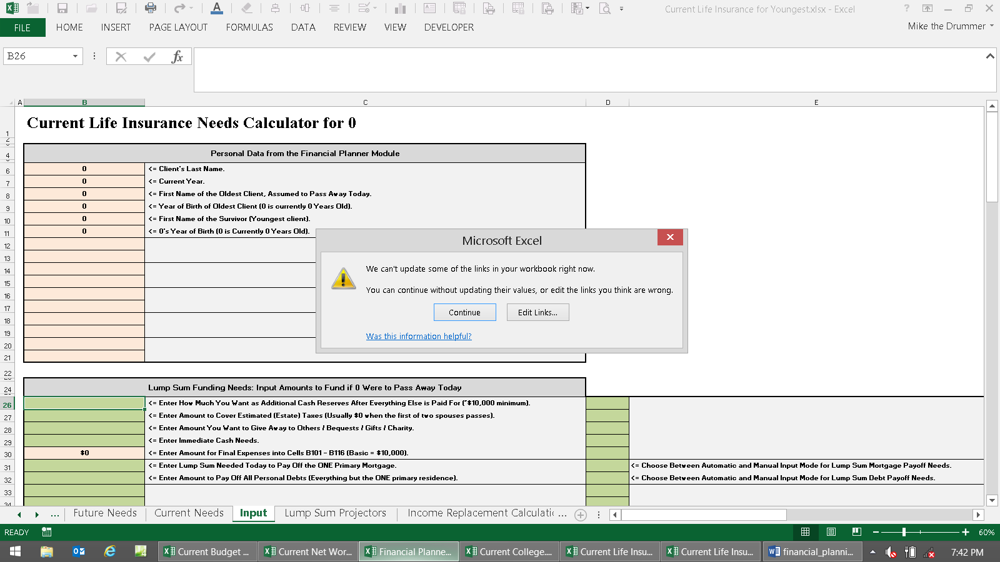 Current Life Insurance for Youngest.xlsx - Excel
FILE HOME INSERT PAGE LAYOUT FORMULAS DATA REVIEW VIEW DEVELOPER
Mike the Drummer
B26
A B C D E
1 Current Life Insurance Needs Calculator for 0
2
4 Personal Data from the Financial Planner Module
6 0 <= Client's Last Name.
7 0 <= Current Year.
8 0 <= First Name of the Oldest Client, Assumed to Pass Away Today.
9 0 <= Year of Birth of Oldest Client (0 is currently 0 Years Old).
10 0 <= First Name of the Survivor (Youngest client).
11 0 <= 0's Year of Birth (0 is Currently 0 Years Old).
12
13
14
15
16
17
18
19
20
21
22
Microsoft Excel
We can't update some of the links in your workbook right now.
You can continue without updating their values, or edit the links you think are wrong.
Continue Edit Links...
Was this information helpful?
24 Lump Sum Funding Needs: Input Amounts to Fund if 0 Were to Pass Away Today
26 <= Enter How Much You Want as Additional Cash Reserves After Everything Else is Paid For (~$10,000 minimum).
27 <= Enter Amount to Cover Estimated (Estate) Taxes (Usually $0 when the first of two spouses passes).
28 <= Enter Amount You Want to Give Away to Others / Bequests / Gifts / Charity.
29 <= Enter Immediate Cash Needs.
30 $0 <= Enter Amount for Final Expenses into Cells B101 - B116 (Basic = $10,000).
31 <= Enter Lump Sum Needed Today to Pay Off the ONE Primary Mortgage. <= Choose Between Automatic and Manual Input Mode for Lump Sum Mortgage Payoff Needs.
32 <= Enter Amount to Pay Off All Personal Debts (Everything but the ONE primary residence). <= Choose Between Automatic and Manual Input Mode for Lump Sum Debt Payoff Needs.
33
34
... Future Needs Current Needs Input Lump Sum Projectors Income Replacement Calculatic ...
READY 60%
Current Budget ... Current Net Wor... Financial Planne... Current College.... Current Life Insu... Current Life Insu... financial_planni... 7:42 PM